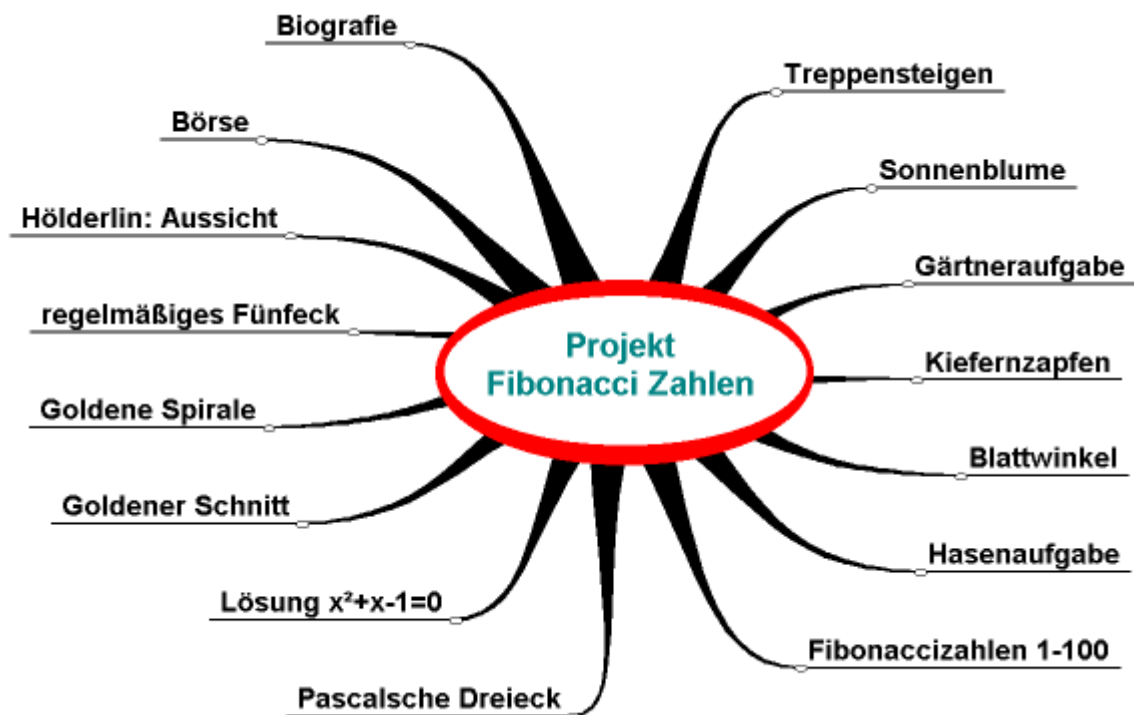 Biografie
Treppensteigen
Börse
Sonnenblume
Hölderlin: Aussicht
Gärtneraufgabe
regelmäßiges Fünfeck
Projekt
Fibonacci Zahlen
Kiefernzapfen
Goldene Spirale
Blattwinkel
Goldener Schnitt
Hasenaufgabe
Lösung x²+x-1=0
Fibonaccizahlen 1-100
Pascalsche Dreieck